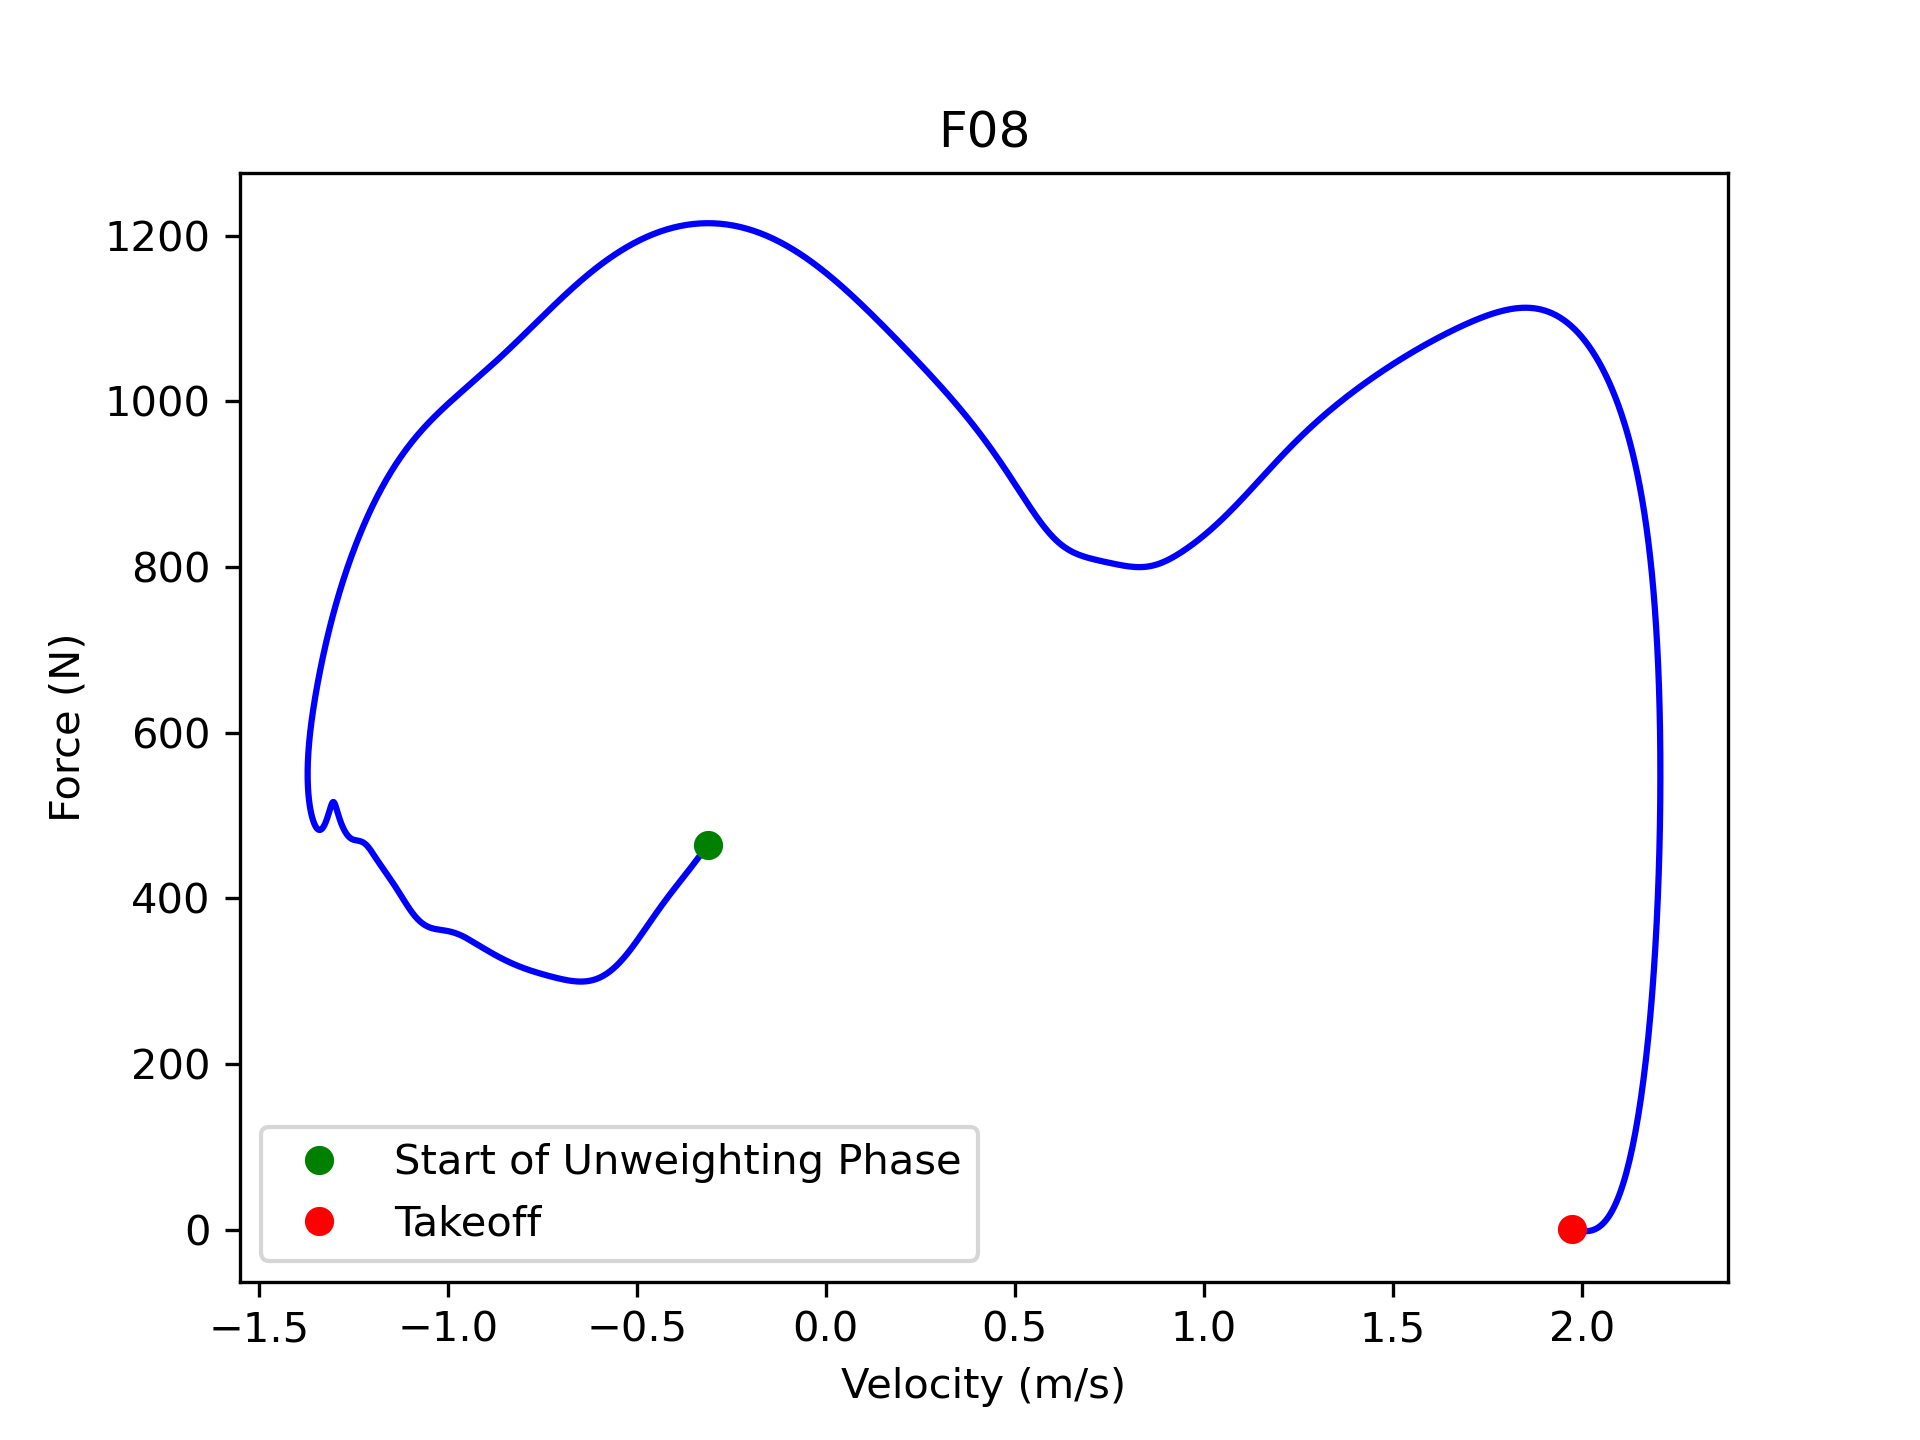 F08
1200
1000
800
600
400
200
0
Force (N)
Start of Unweighting Phase
Takeoff
−1.5 −1.0 −0.5 0.0 0.5 1.0 1.5 2.0
Velocity (m/s)